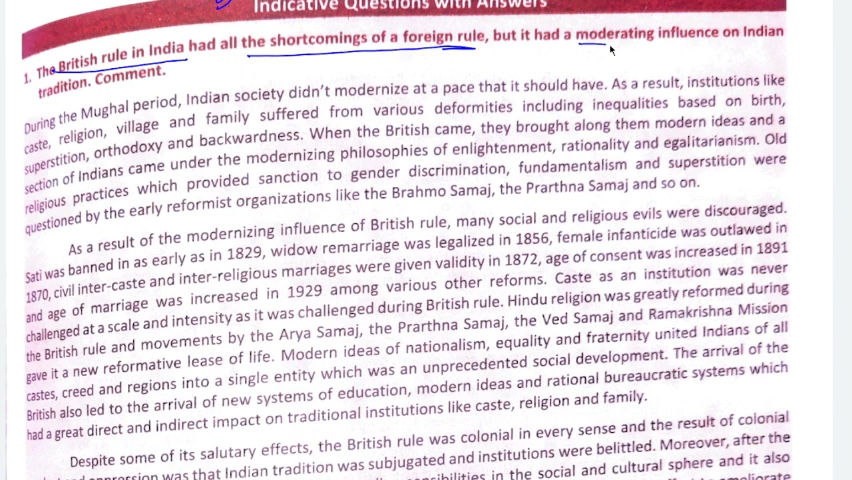 Indicative Questions with Answers
1. The British rule in India had all the shortcomings of a foreign rule, but it had a moderating influence on Indian
tradition. Comment.
During the Mughal period, Indian society didn't modernize at a pace that it should have. As a result, institutions like
caste, religion, village and family suffered from various deformities including inequalities based on birth,
superstition, orthodoxy and backwardness. When the British came, they brought along them modern ideas and a
section of Indians came under the modernizing philosophies of enlightenment, rationality and egalitarianism. Old
religious practices which provided sanction to gender discrimination, fundamentalism and superstition were
questioned by the early reformist organizations like the Brahmo Samaj, the Prarthna Samaj and so on.
As a result of the modernizing influence of British rule, many social and religious evils were discouraged.
Sati was banned in as early as in 1829, widow remarriage was legalized in 1856, female infanticide was outlawed in
1870, civil inter-caste and inter-religious marriages were given validity in 1872, age of consent was increased in 1891
and age of marriage was increased in 1929 among various other reforms. Caste as an institution was never
challenged at a scale and intensity as it was challenged during British rule. Hindu religion was greatly reformed during
the British rule and movements by the Arya Samaj, the Prarthna Samaj, the Ved Samaj and Ramakrishna Mission
gave it a new reformative lease of life. Modern ideas of nationalism, equality and fraternity united Indians of all
castes, creed and regions into a single entity which was an unprecedented social development. The arrival of the
British also led to the arrival of new systems of education, modern ideas and rational bureaucratic systems which
had a great direct and indirect impact on traditional institutions like caste, religion and family.
Despite some of its salutary effects, the British rule was colonial in every sense and the result of colonial
was that Indian tradition was subjugated and institutions were belittled. Moreover, after the
in the social and cultural sphere and it also